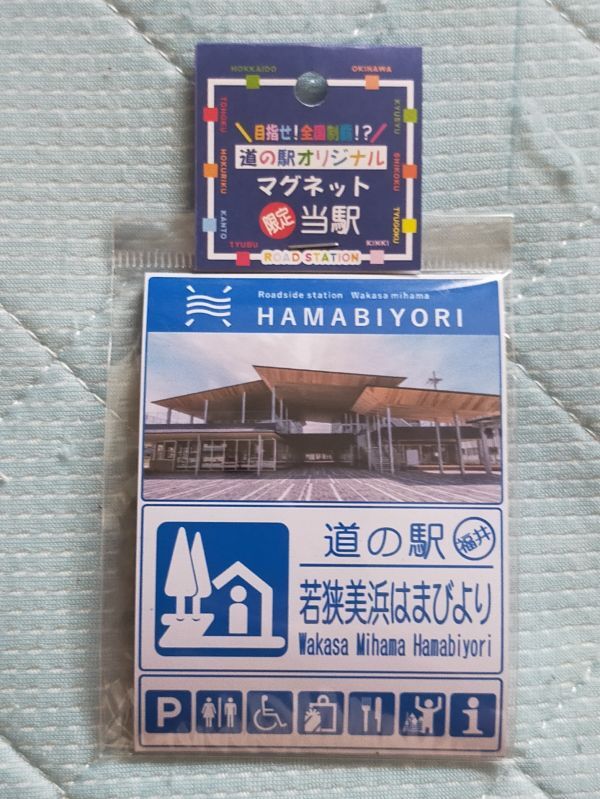 HOKKAIDO
OKINAWA
TOHOKU
KYUSYU
HOKURIKU
SHIKOKU
KANTO
TYUGOKU
TYUBU
KINKI
\目指せ!全国制覇!?/
道の駅オリジナル
マグネット
限定 当駅
ROAD STATION
Roadside station Wakasa mihama
HAMABIYORI
道の駅 福井
若狭美浜はまびより
Wakasa Mihama Hamabiyori
P
i